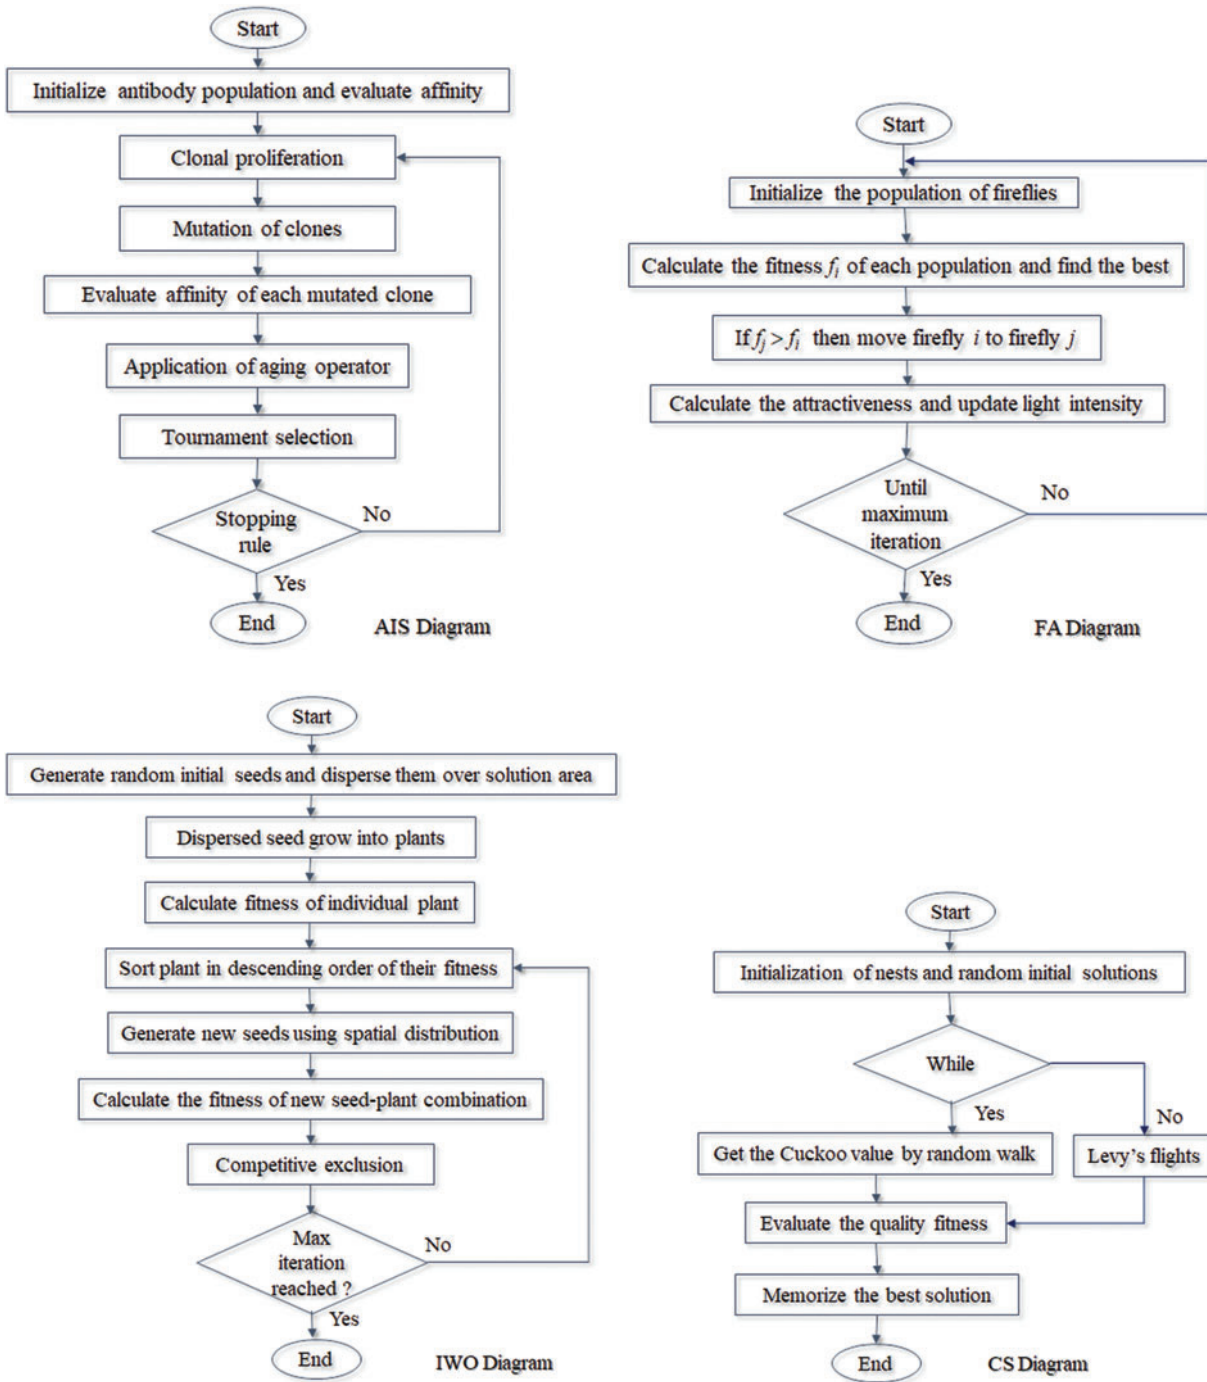 Start
Initialize antibody population and evaluate affinity
Clonal proliferation
Mutation of clones
Evaluate affinity of each mutated clone
Application of aging operator
Tournament selection
Stopping
rule
No
Yes
End
AIS Diagram
Start
Initialize the population of fireflies
Calculate the fitness f_i of each population and find the best
If f_j > f_i then move firefly i to firefly j
Calculate the attractiveness and update light intensity
Until
maximum
iteration
No
Yes
End
FA Diagram
Start
Generate random initial seeds and disperse them over solution area
Dispersed seed grow into plants
Calculate fitness of individual plant
Sort plant in descending order of their fitness
Generate new seeds using spatial distribution
Calculate the fitness of new seed-plant combination
Competitive exclusion
Max
iteration
reached ?
No
Yes
End
IWO Diagram
Start
Initialization of nests and random initial solutions
While
Yes
No
Get the Cuckoo value by random walk
Levy's flights
Evaluate the quality fitness
Memorize the best solution
End
CS Diagram